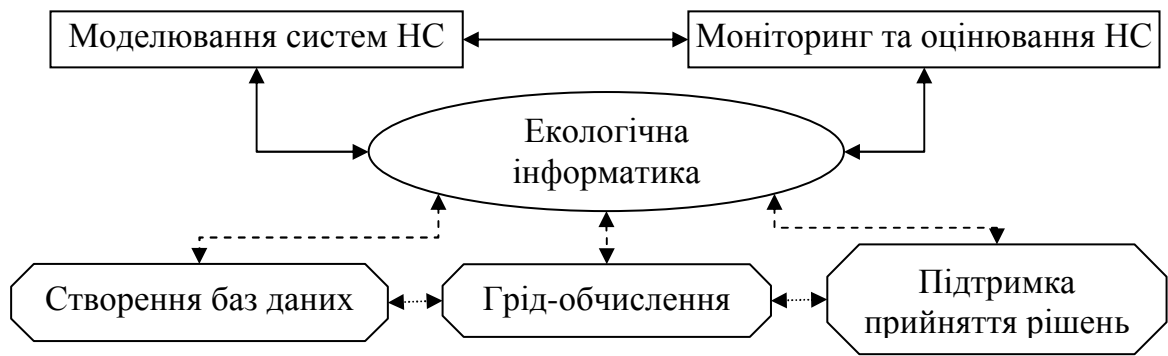 Моделювання систем НС
Моніторинг та оцінювання НС
Екологічна
інформатика
Створення баз даних
Грід-обчислення
Підтримка
прийняття рішень